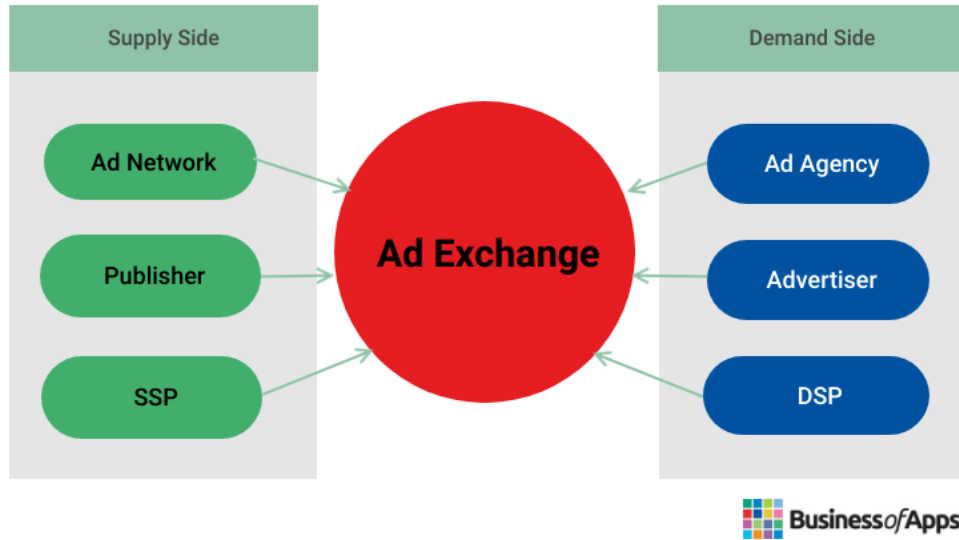 Supply Side
Demand Side
Ad Network
Ad Agency
Ad Exchange
Publisher
Advertiser
SSP
DSP
BusinessofApps